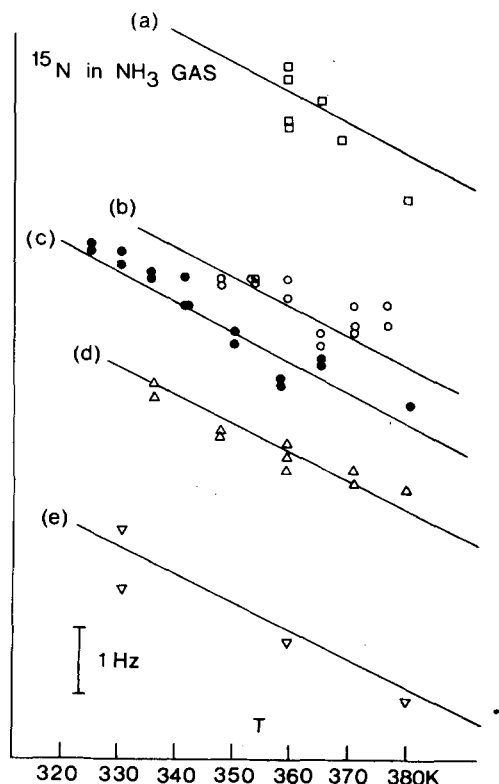 (a)
¹⁵N in NH₃ GAS
(b)
(c)
(d)
(e)
1 Hz
T
320 330 340 350 360 370 380K